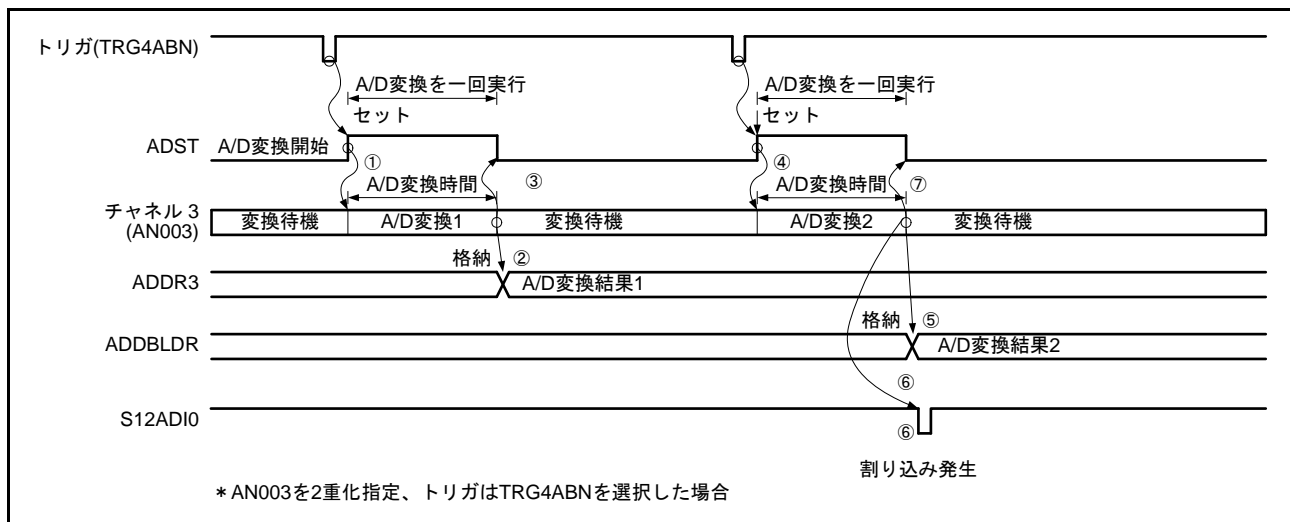 トリガ(TRG4ABN)
A/D変換を一回実行
A/D変換を一回実行
セット
セット
ADST
A/D変換開始
①
④
A/D変換時間
③
A/D変換時間
⑦
チャネル 3
(AN003)
変換待機
A/D変換1
変換待機
A/D変換2
変換待機
格納
②
ADDR3
A/D変換結果1
格納
⑤
ADDBLDR
A/D変換結果2
⑥
S12ADI0
⑥
割り込み発生
＊AN003を2重化指定、トリガはTRG4ABNを選択した場合